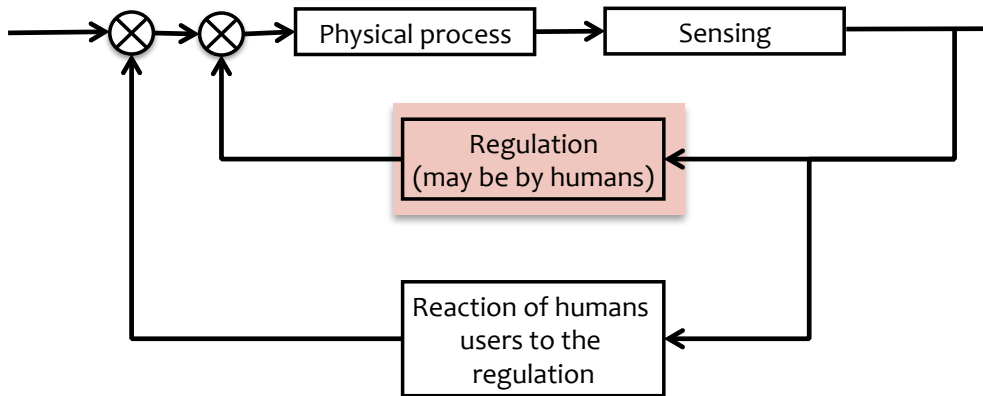 Physical process
Sensing
Regulation
(may be by humans)
Reaction of humans
users to the
regulation